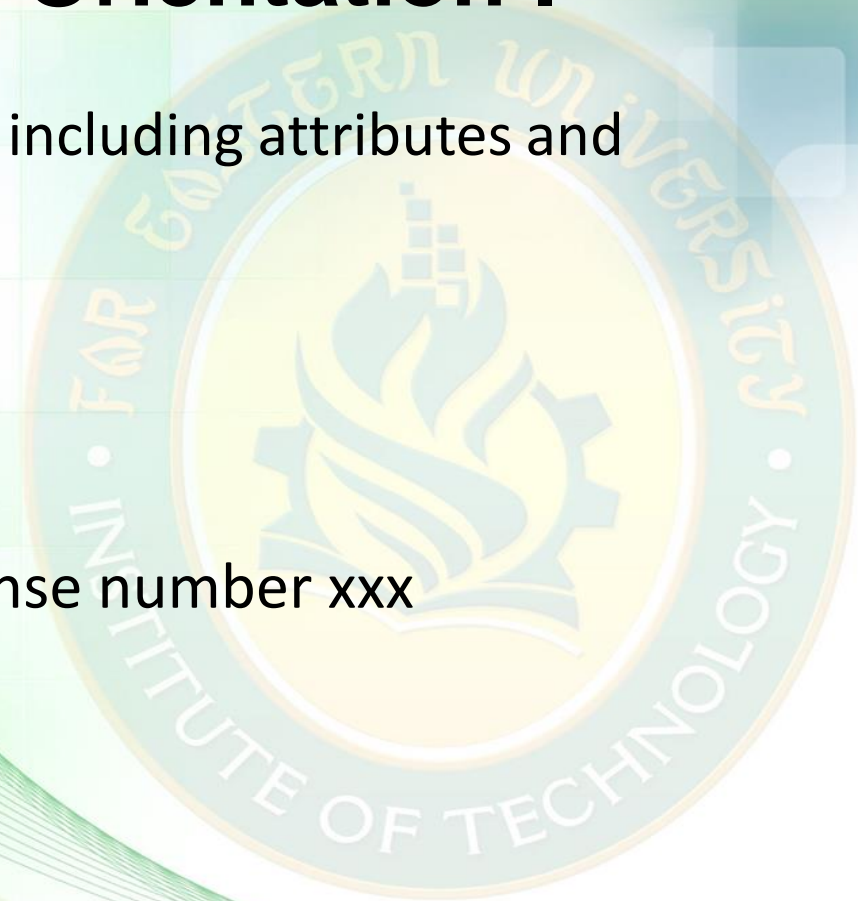 Orientation ?
including attributes and
nse number xxx
FAR EASTERN UNIVERSITY
INSTITUTE OF TECHNOLOGY